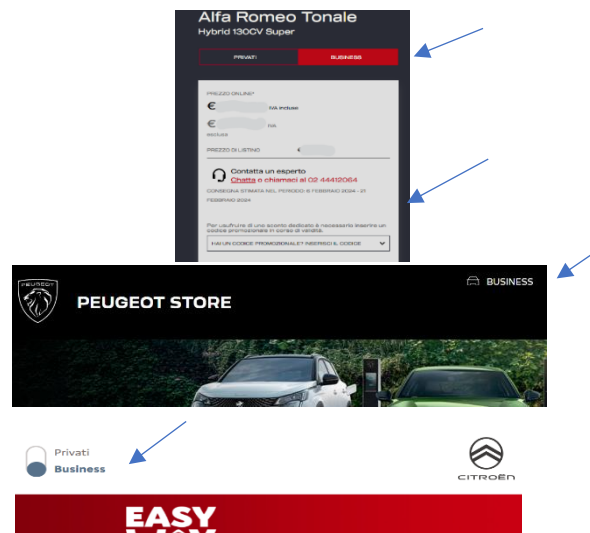 Alfa Romeo Tonale
Hybrid 130CV Super
PRIVATI
BUSINESS
PREZZO ONLINE*
€ IVA incluse
€ IVA
esclusa
PREZZO DI LISTINO €
Contatta un esperto
Chatta o chiamaci al 02 44412064
CONSEGNA STIMATA NEL PERIODO: 6 FEBBRAIO 2024 - 21
FEBBRAIO 2024
Per usufruire di uno sconto dedicato è necessario inserire un
codice promozionale in corso di validità.
HAI UN CODICE PROMOZIONALE? INSERISCI IL CODICE
PEUGEOT
PEUGEOT STORE
BUSINESS
Privati
Business
CITROËN
EASY
WAY